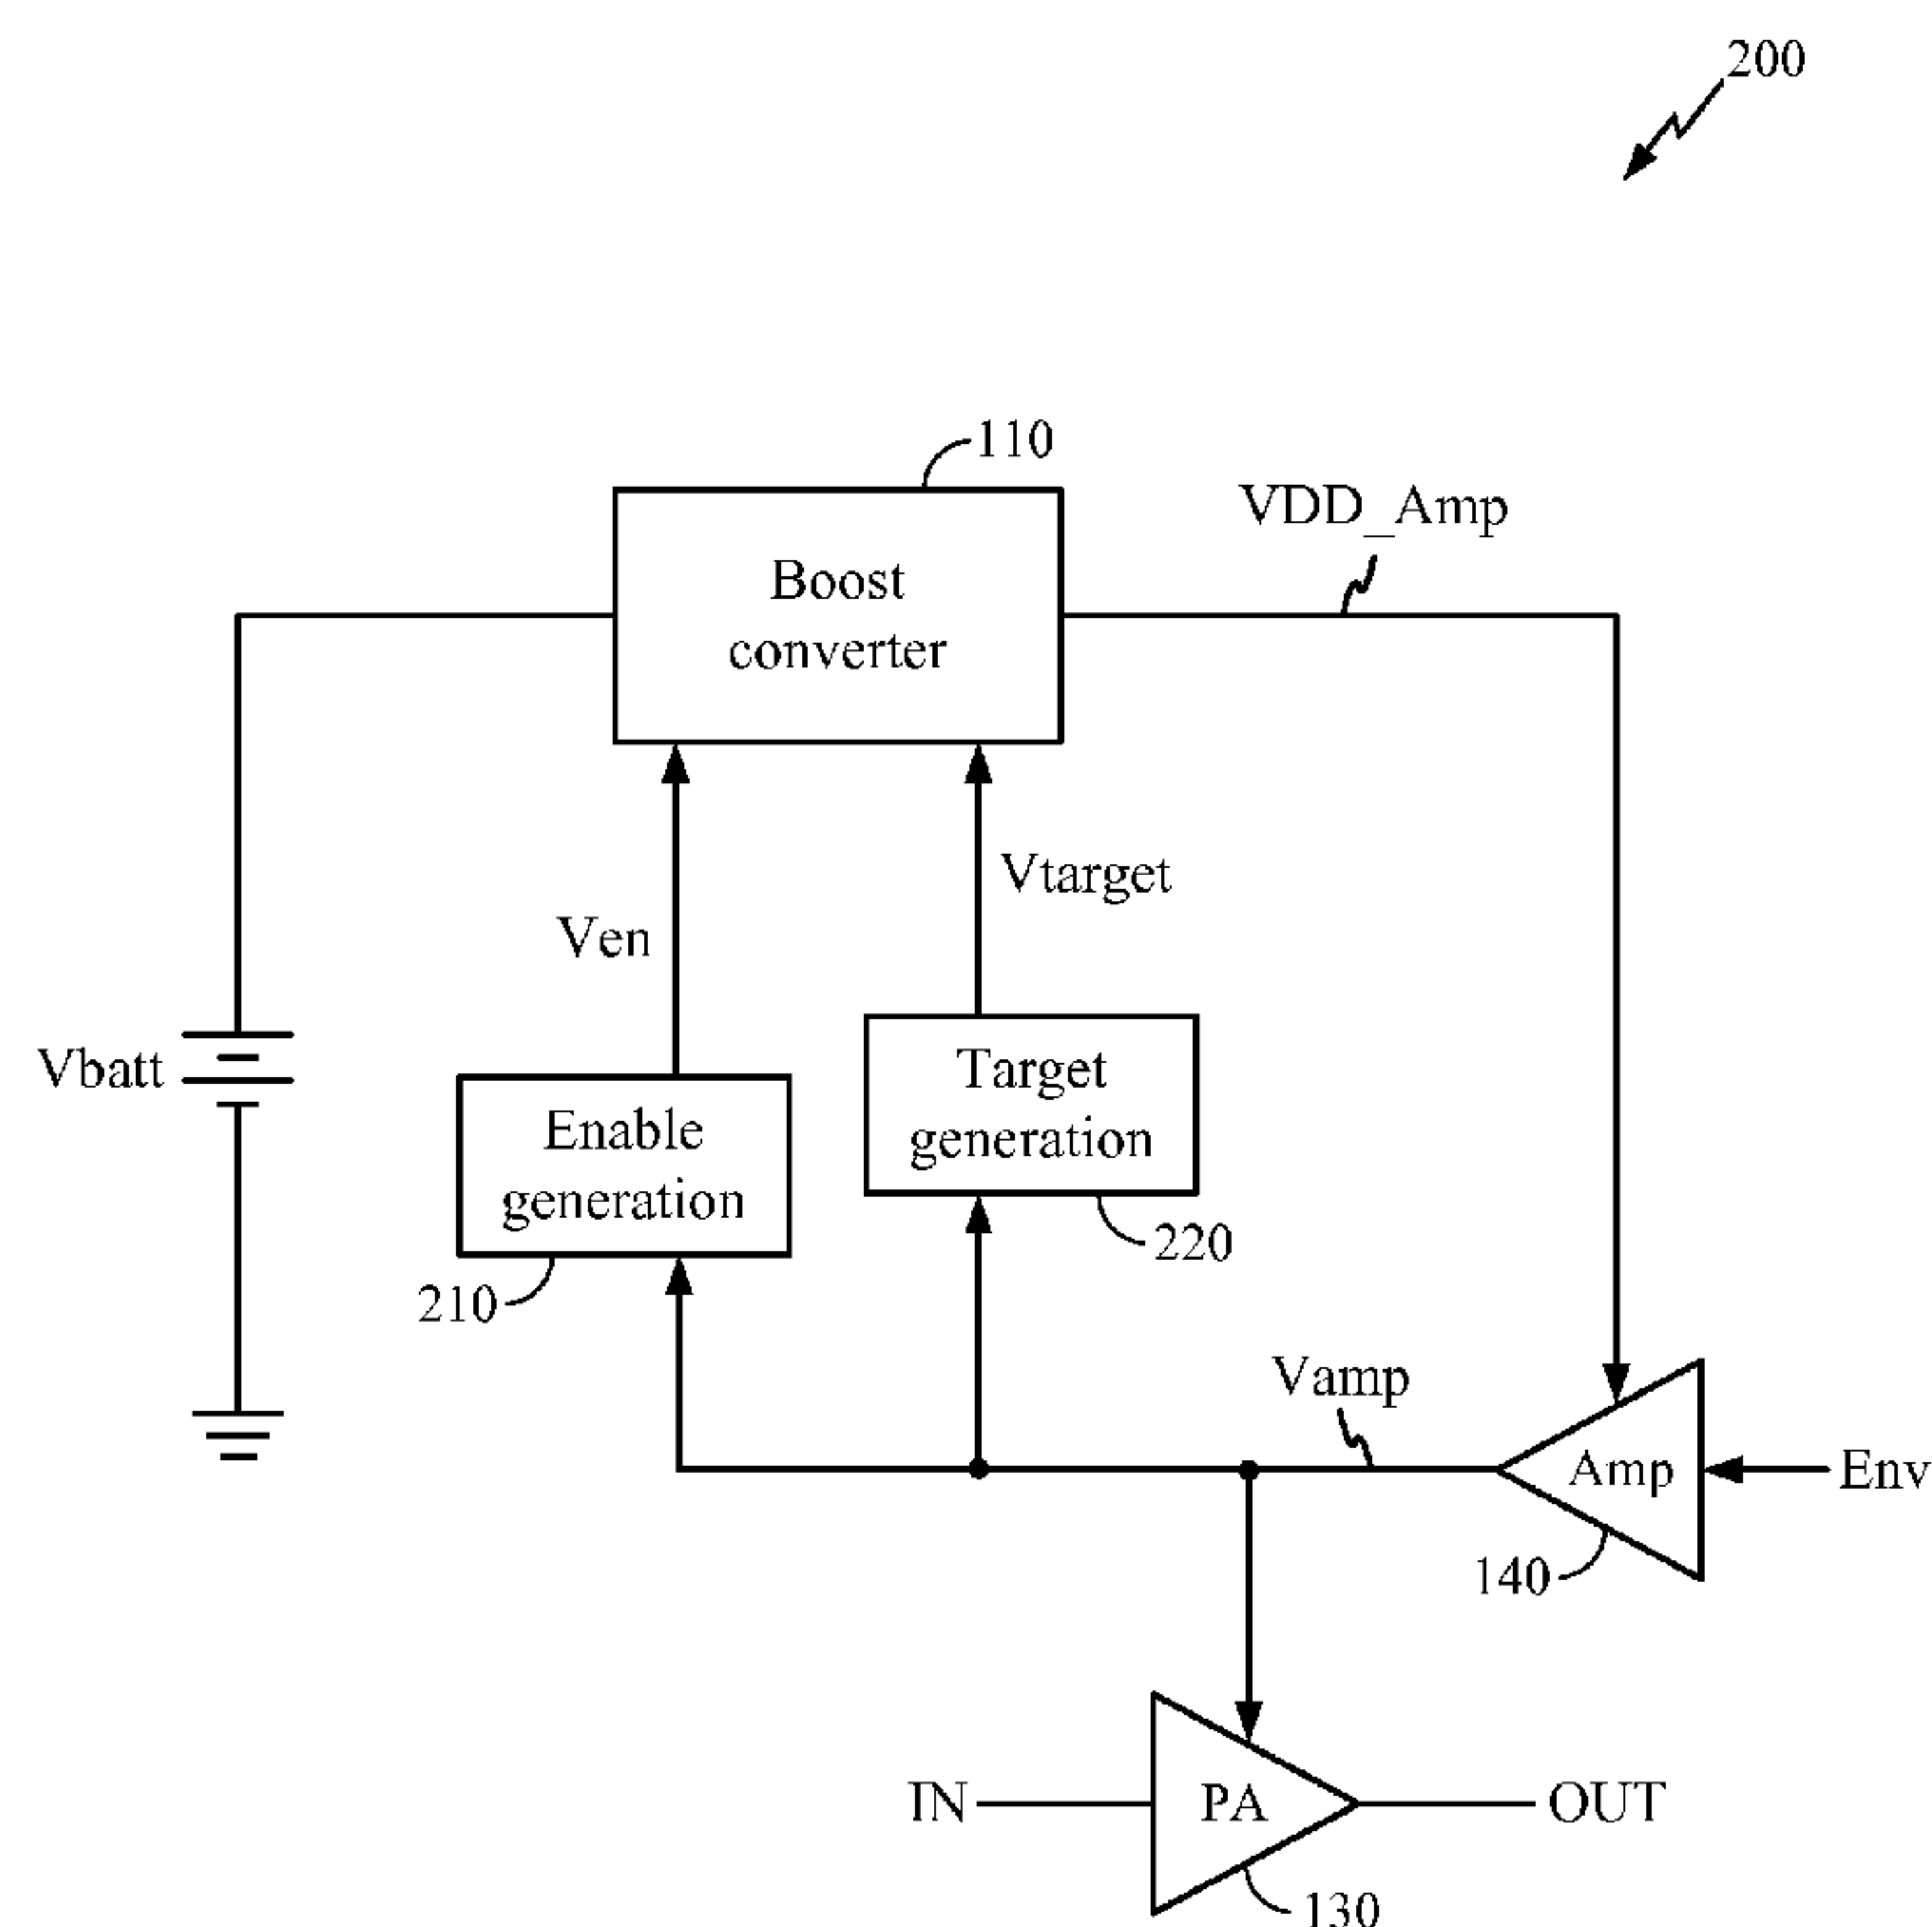 200
110
VDD_Amp
Boost
converter
Vtarget
Ven
Vbatt
Target
generation
Enable
generation
220
210
Vamp
Amp
Env
140
IN
PA
OUT
130